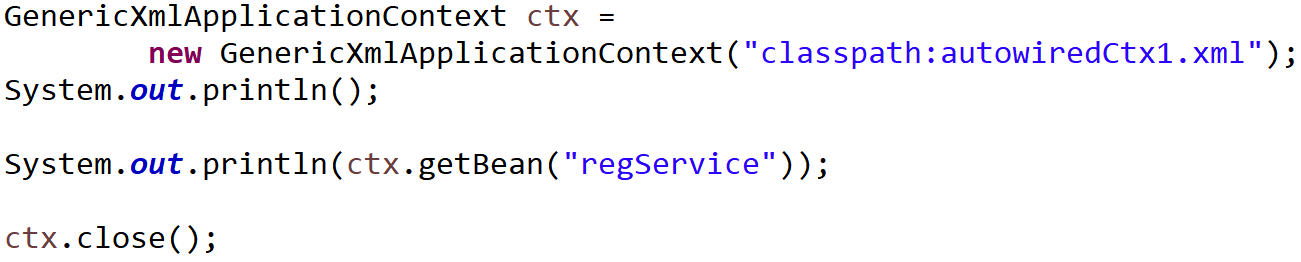 GenericXmlApplicationContext ctx =
        new GenericXmlApplicationContext("classpath:autowiredCtx1.xml");
System.out.println();

System.out.println(ctx.getBean("regService"));

ctx.close();